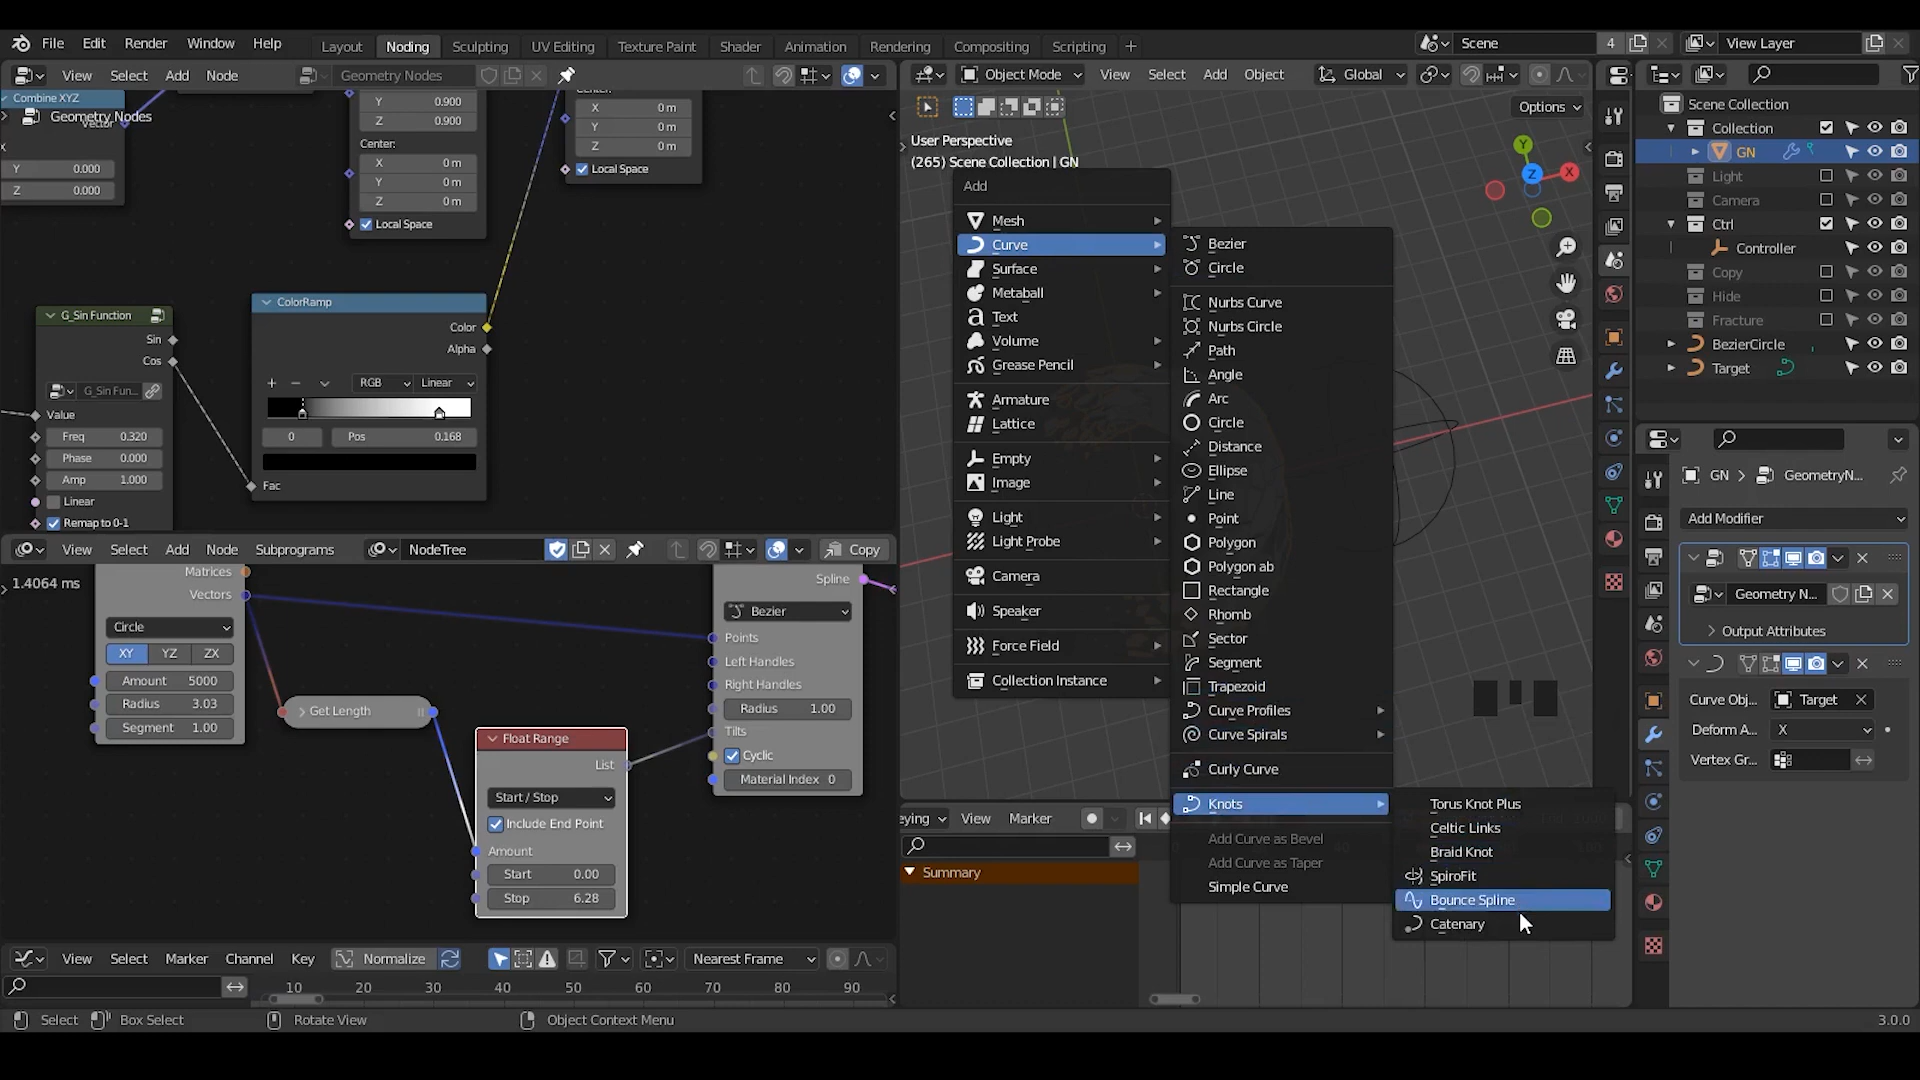 File Edit Render Window Help
Layout Noding Sculpting UV Editing Texture Paint Shader Animation Rendering Compositing Scripting +
Scene 4
View Layer
View Select Add Node
Geometry Nodes
Combine XYZ
Geometry Nodes
Vector
X
Y 0.000
Z 0.000
Y 0.900
Z 0.900
Center:
X 0 m
Y 0 m
Z 0 m
Local Space
X 0 m
Y 0 m
Z 0 m
Local Space
G_Sin Function
Sin
Cos
G_Sin Fun...
Value
Freq 0.320
Phase 0.000
Amp 1.000
Linear
Remap to 0-1
ColorRamp
Color
Alpha
RGB Linear
0 Pos 0.168
Fac
View Select Add Node Subprograms NodeTree Copy
1.4064 ms
Matrices
Vectors
Circle
XY YZ ZX
Amount 5000
Radius 3.03
Segment 1.00
Get Length
Float Range
List
Start / Stop
Include End Point
Amount
Start 0.00
Stop 6.28
Spline
Bezier
Points
Left Handles
Right Handles
Radius 1.00
Tilts
Cyclic
Material Index 0
View Select Marker Channel Key Normalize Nearest Frame
10 20 30 40 50 60 70 80 90
Select Box Select Rotate View Object Context Menu
3.0.0
Object Mode View Select Add Object Global
Options
User Perspective
(265) Scene Collection | GN
Y
Z
X
Add
Mesh
Curve
Surface
Metaball
Text
Volume
Grease Pencil
Armature
Lattice
Empty
Image
Light
Light Probe
Camera
Speaker
Force Field
Collection Instance
Bezier
Circle
Nurbs Curve
Nurbs Circle
Path
Angle
Arc
Circle
Distance
Ellipse
Line
Point
Polygon
Polygon ab
Rectangle
Rhomb
Sector
Segment
Trapezoid
Curve Profiles
Curve Spirals
Curly Curve
Knots
Add Curve as Bevel
Add Curve as Taper
Simple Curve
Torus Knot Plus
Celtic Links
Braid Knot
SpiroFit
Bounce Spline
Catenary
eying View Marker
Summary
Scene Collection
Collection
GN
Light
Camera
Ctrl
Controller
Copy
Hide
Fracture
BezierCircle
Target
GN > GeometryN...
Add Modifier
Geometry N...
Output Attributes
Curve Obj... Target
Deform A... X
Vertex Gr...